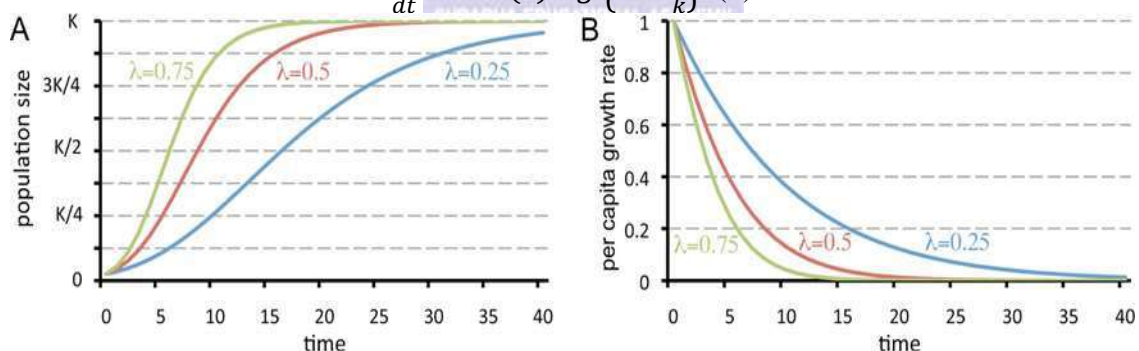 dt
k
A
B
K
3K/4
K/2
K/4
0
population size
λ=0.75
λ=0.5
λ=0.25
0 5 10 15 20 25 30 35 40
time
1
0.8
0.6
0.4
0.2
0
per capita growth rate
λ=0.75
λ=0.5
λ=0.25
0 5 10 15 20 25 30 35 40
time